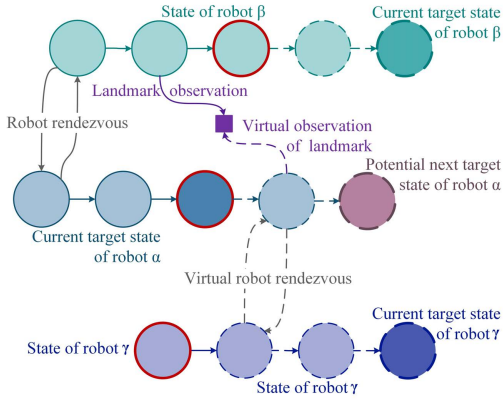 State of robot β
Current target state
of robot β
Landmark observation
Robot rendezvous
Virtual observation
of landmark
Potential next target
state of robot α
Current target state
of robot α
Virtual robot rendezvous
Current target state
of robot γ
State of robot γ
State of robot γ